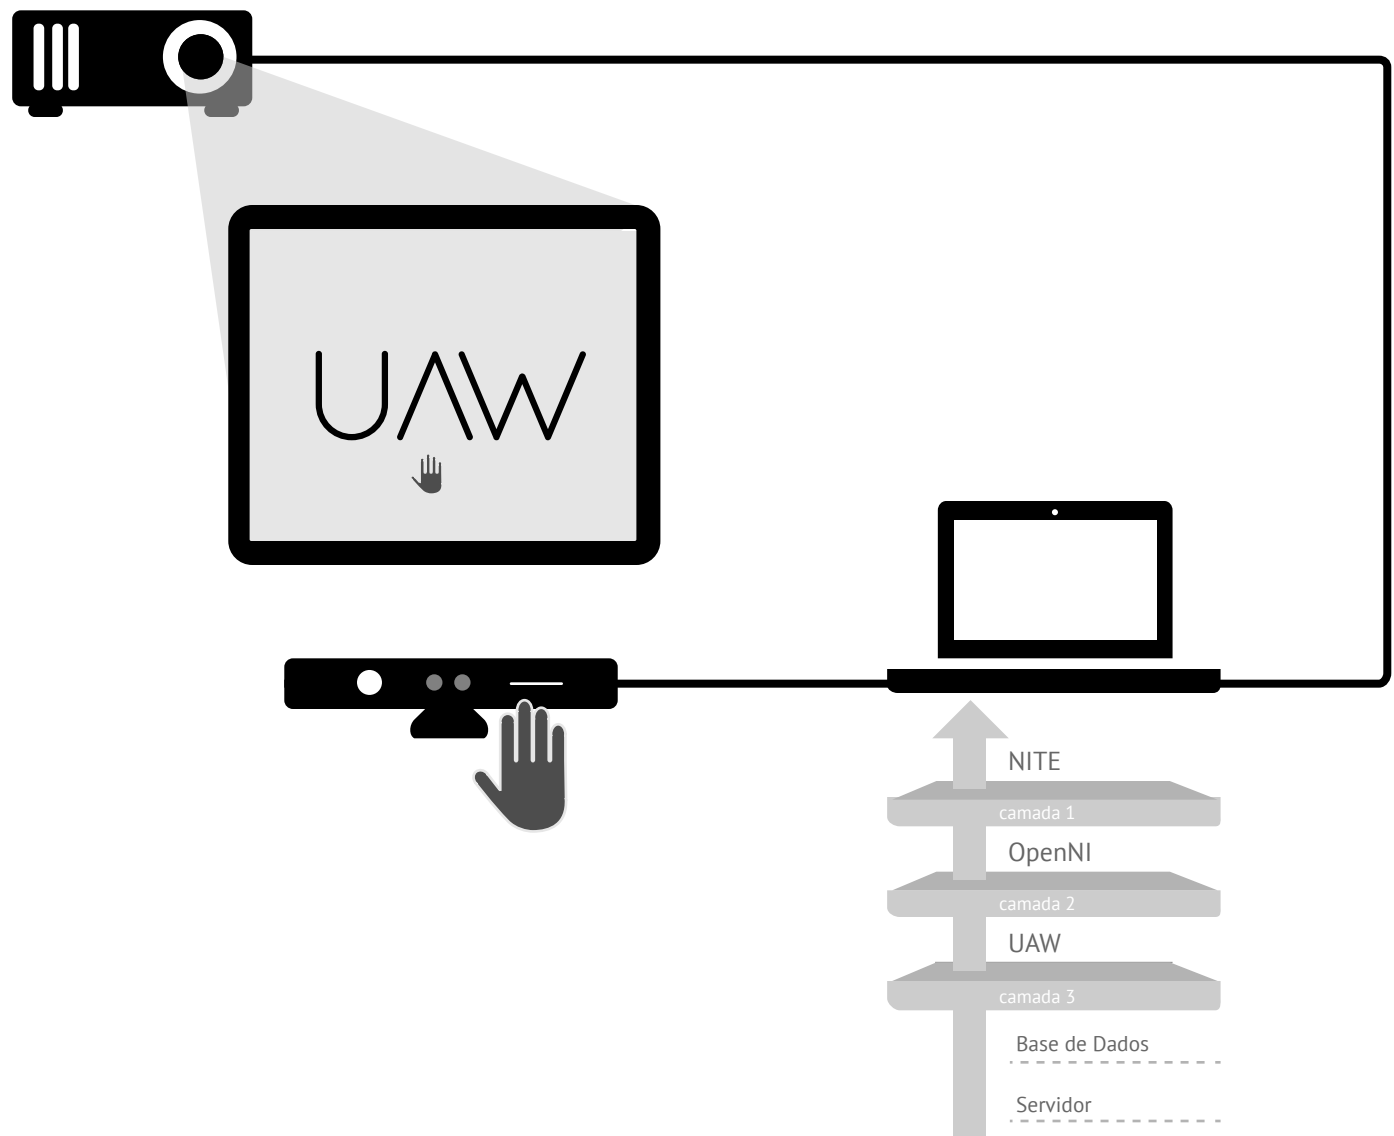 UAW
NITE
camada 1
OpenNI
camada 2
UAW
camada 3
Base de Dados
Servidor